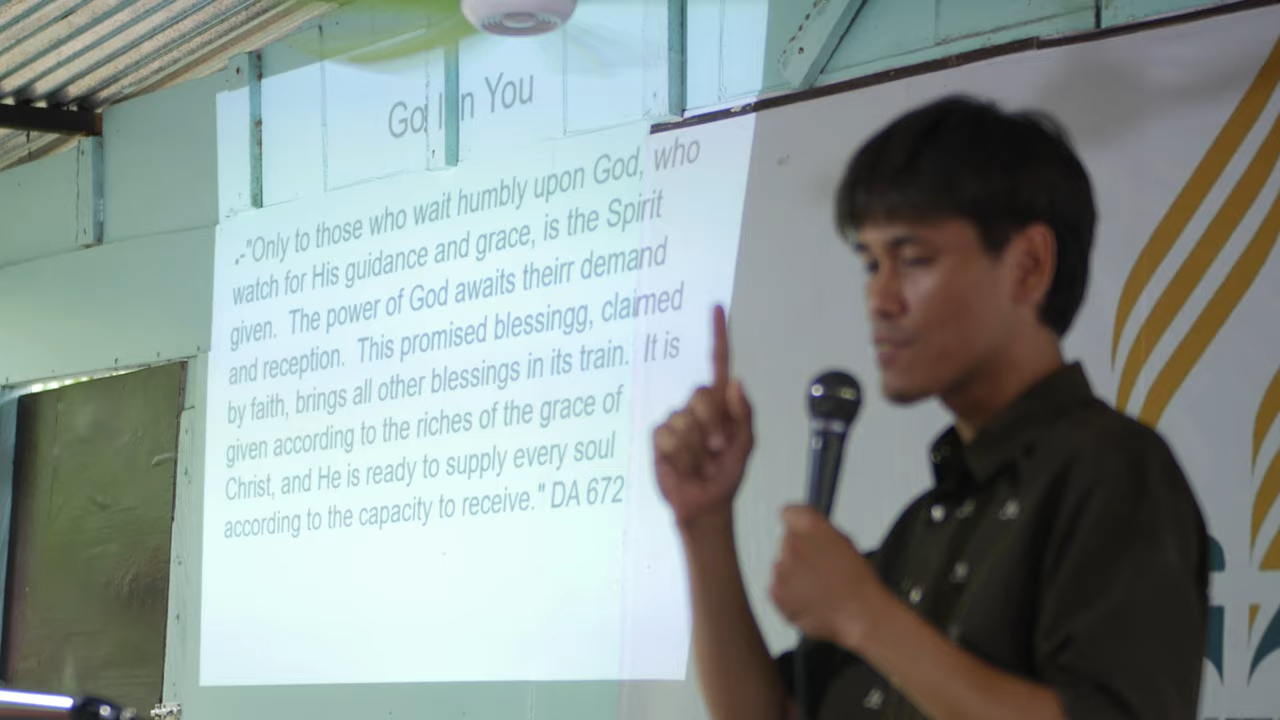 God In You
.-"Only to those who wait humbly upon God, who
watch for His guidance and grace, is the Spirit
given.  The power of God awaits theirr demand
and reception.  This promised blessingg, claimed
by faith, brings all other blessings in its train.  It is
given according to the riches of the grace of
Christ, and He is ready to supply every soul
according to the capacity to receive." DA 672